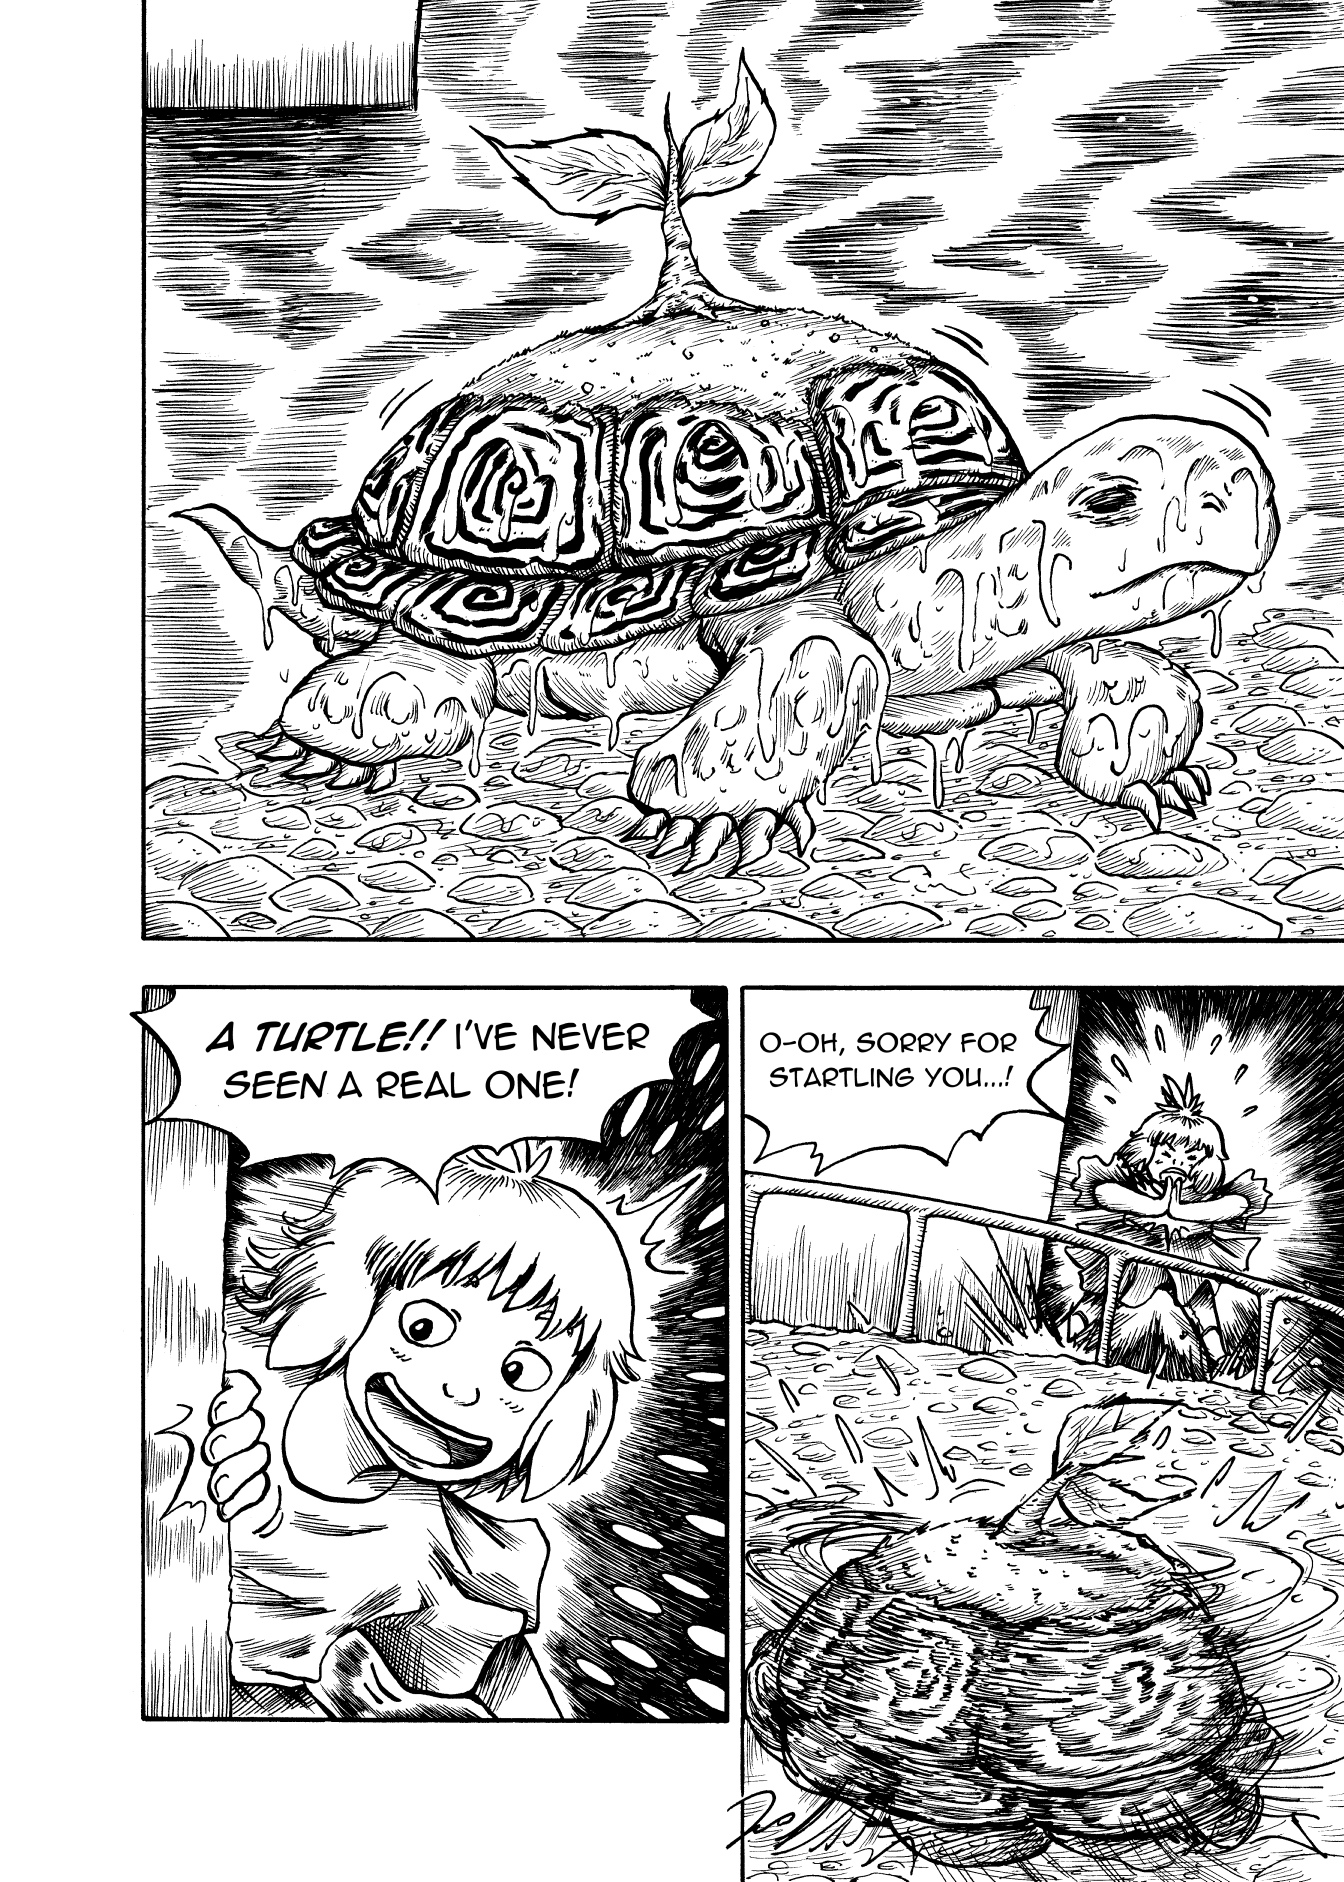 A TURTLE!! I'VE NEVER
SEEN A REAL ONE!
O-OH, SORRY FOR
STARTLING YOU...!